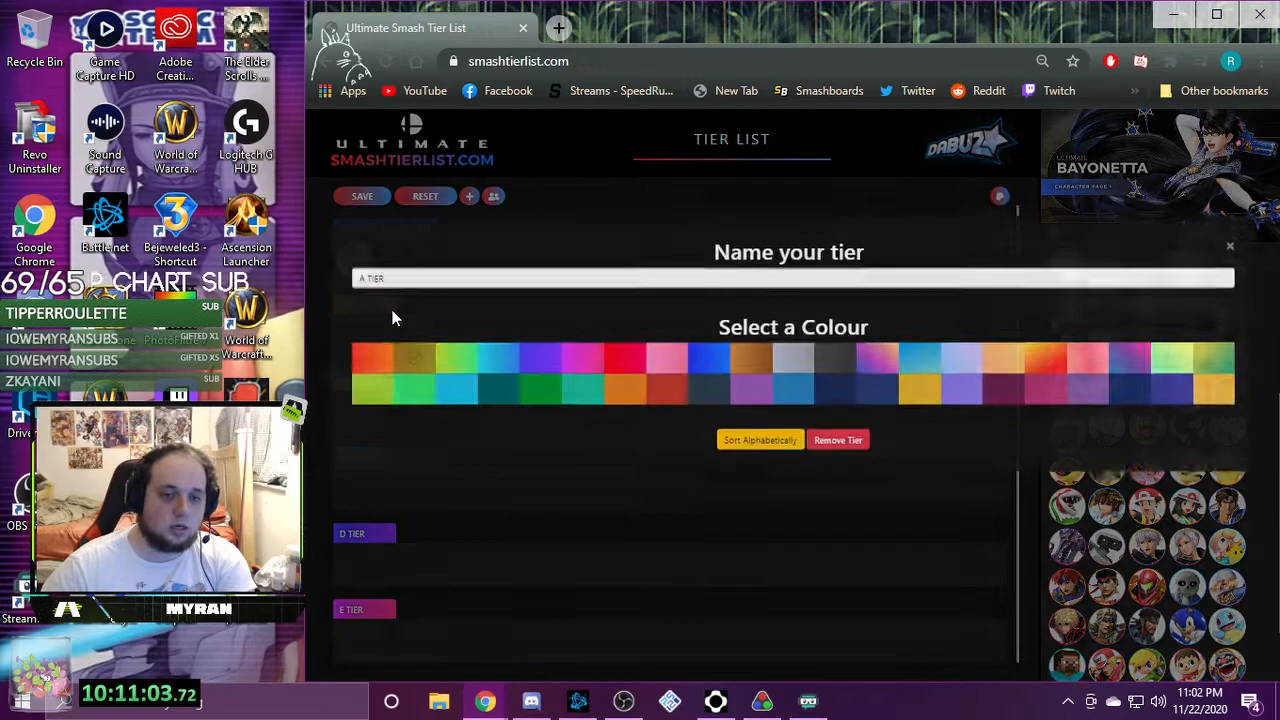 Recycle Bin
Game Capture HD
Adobe Creati...
The Elder Scrolls ...
Revo Uninstaller
Sound Capture
World of Warcra...
Logitech G HUB
Google Chrome
Battle.net
Bejeweled3 - Shortcut
Ascension Launcher
69/65 P CHART SUB
TIPPERROULETTE SUB
IOWEMYRANSUBS GIFTED X1
IOWEMYRANSUBS GIFTED X5
ZKAYANI SUB
World of Warcraft...
OBS
MYRAN
10:11:03.72
Ultimate Smash Tier List
smashtierlist.com
R
Apps
YouTube
Facebook
Streams - SpeedRu...
New Tab
Smashboards
Twitter
Reddit
Twitch
Other bookmarks
ULTIMATE
SMASHTIERLIST.COM
TIER LIST
DABUZ
ULTIMATE
BAYONETTA
CHARACTER PAGE
SAVE
RESET
Name your tier
A TIER
Select a Colour
Sort Alphabetically
Remove Tier
D TIER
E TIER
11:02 PM
11/22/2020
4